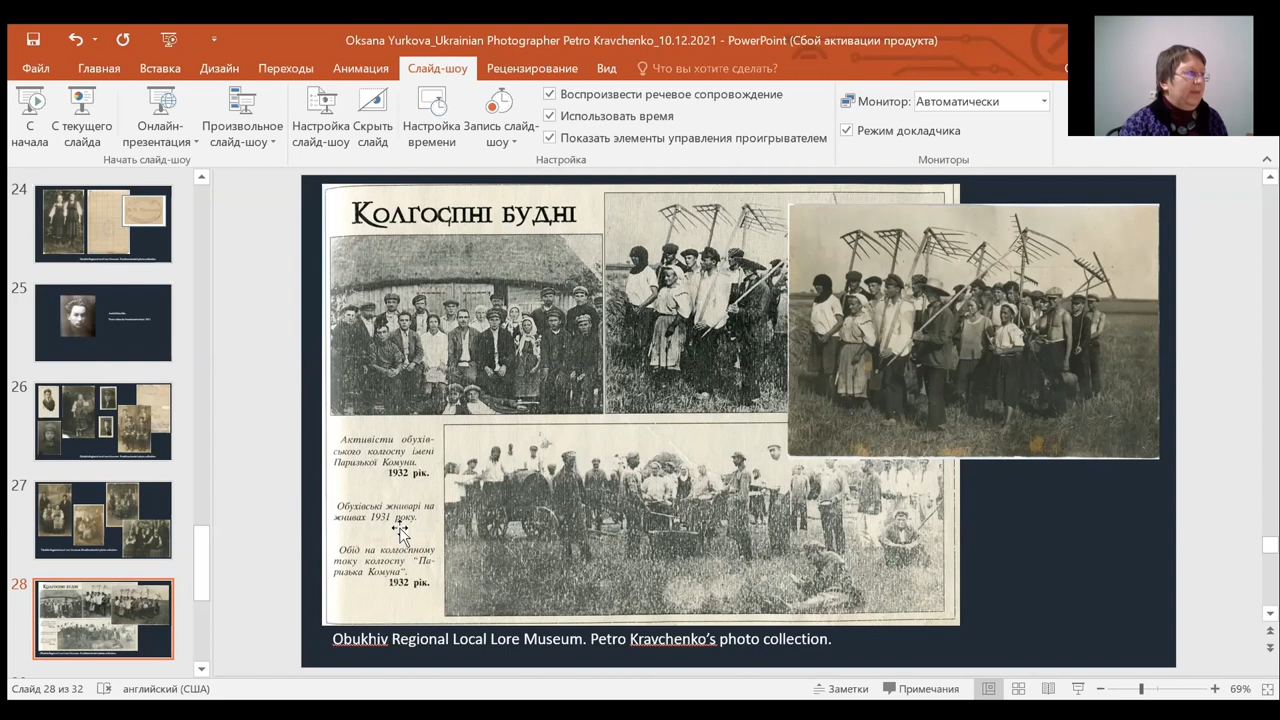 Oksana Yurkova_Ukrainian Photographer Petro Kravchenko_10.12.2021 - PowerPoint (Сбой активации продукта)
Файл Главная Вставка Дизайн Переходы Анимация Слайд-шоу Рецензирование Вид Что вы хотите сделать?
С начала
С текущего слайда
Онлайн-презентация
Произвольное слайд-шоу
Начать слайд-шоу
Настройка слайд-шоу
Скрыть слайд
Настройка времени
Запись слайд-шоу
Воспроизвести речевое сопровождение
Использовать время
Показать элементы управления проигрывателем
Настройка
Монитор: Автоматически
Режим докладчика
Мониторы
24
25
26
27
28
Колгоспні будні
Активісти обухів-
ського колгоспу імені
Паризької Комуни.
1932 рік.
Обухівські жниварі на
жнивах 1931 року.
Обід на колгоспному
току колгоспу "Па-
ризька Комуна".
1932 рік.
Obukhiv Regional Local Lore Museum. Petro Kravchenko’s photo collection.
Слайд 28 из 32 английский (США) Заметки Примечания 69%